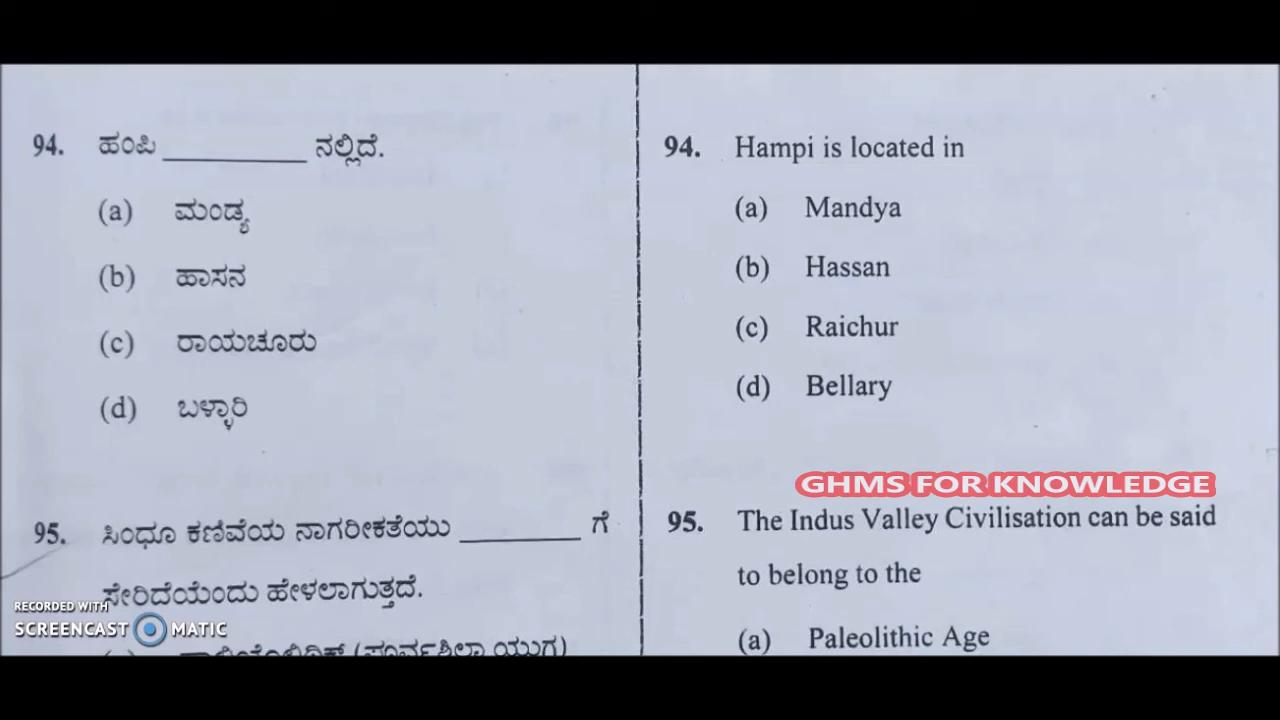 94. ಹಂಪಿ __________ ನಲ್ಲಿದೆ.
(a) ಮಂಡ್ಯ
(b) ಹಾಸನ
(c) ರಾಯಚೂರು
(d) ಬಳ್ಳಾರಿ
95. ಸಿಂಧೂ ಕಣಿವೆಯ ನಾಗರೀಕತೆಯು __________ ಗೆ
ಸೇರಿದೆಯೆಂದು ಹೇಳಲಾಗುತ್ತದೆ.
94. Hampi is located in
(a) Mandya
(b) Hassan
(c) Raichur
(d) Bellary
GHMS FOR KNOWLEDGE
95. The Indus Valley Civilisation can be said
to belong to the
(a) Paleolithic Age
RECORDED WITH
SCREENCAST MATIC